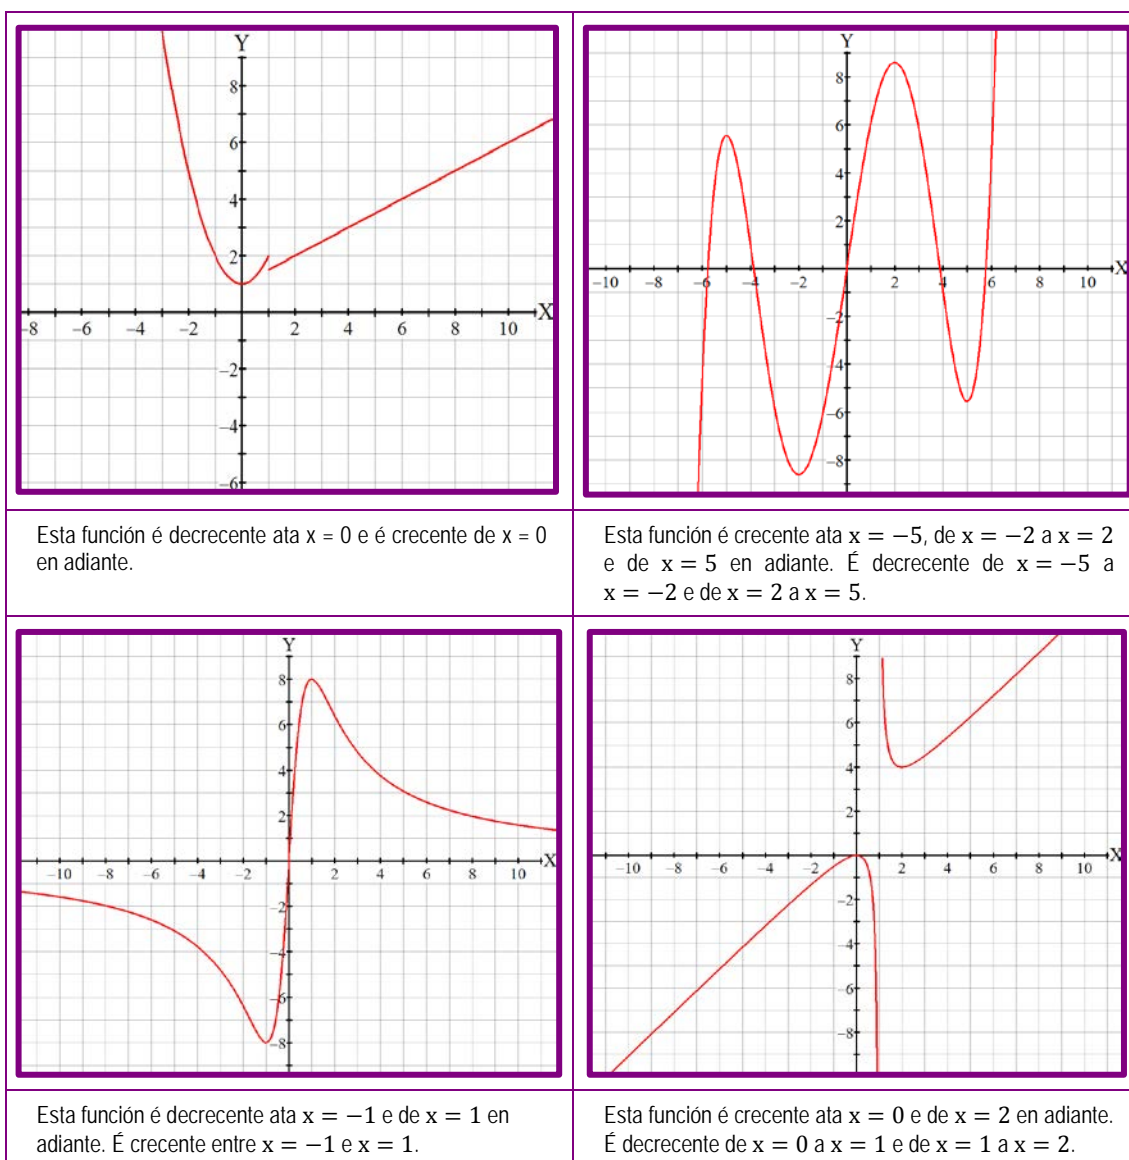 Y
8
6
4
2
X
-8 -6 -4 -2 2 4 6 8 10
-2
-4
-6
Y
8
6
4
2
X
-10 -8 -6 -4 -2 2 4 6 8 10
-2
-4
-6
-8
Esta función é decrecente ata x = 0 e é crecente de x = 0
en adiante.
Esta función é crecente ata x = −5, de x = −2 a x = 2
e de x = 5 en adiante. É decrecente de x = −5 a
x = −2 e de x = 2 a x = 5.
Y
8
6
4
2
X
-10 -8 -6 -4 -2 2 4 6 8 10
-2
-4
-6
-8
Y
8
6
4
2
X
-10 -8 -6 -4 -2 2 4 6 8 10
-2
-4
-6
-8
Esta función é decrecente ata x = −1 e de x = 1 en
adiante. É crecente entre x = −1 e x = 1.
Esta función é crecente ata x = 0 e de x = 2 en adiante.
É decrecente de x = 0 a x = 1 e de x = 1 a x = 2.